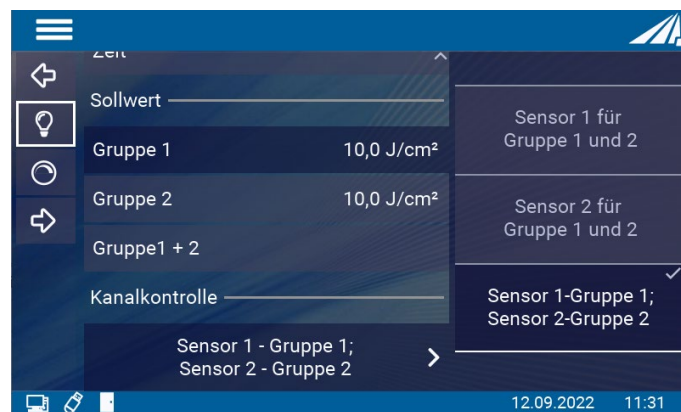 Zeit
Sollwert
Gruppe 1 10,0 J/cm²
Gruppe 2 10,0 J/cm²
Gruppe1 + 2
Kanalkontrolle
Sensor 1 - Gruppe 1;
Sensor 2 - Gruppe 2
Sensor 1 für
Gruppe 1 und 2
Sensor 2 für
Gruppe 1 und 2
Sensor 1-Gruppe 1;
Sensor 2-Gruppe 2
12.09.2022 11:31